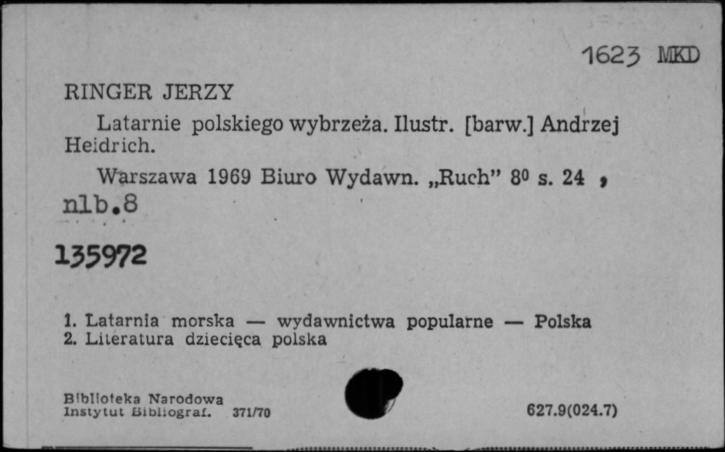 1623 MKD
RINGER JERZY
Latarnie polskiego wybrzeża. Ilustr. [barw.] Andrzej
Heidrich.
Warszawa 1969 Biuro Wydawn. „Ruch” 8⁰ s. 24 ,
nlb.8
135972
1. Latarnia morska — wydawnictwa popularne — Polska
2. Literatura dziecięca polska
Biblioteka Narodowa
Instytut Bibliograf. 371/70 627.9(024.7)